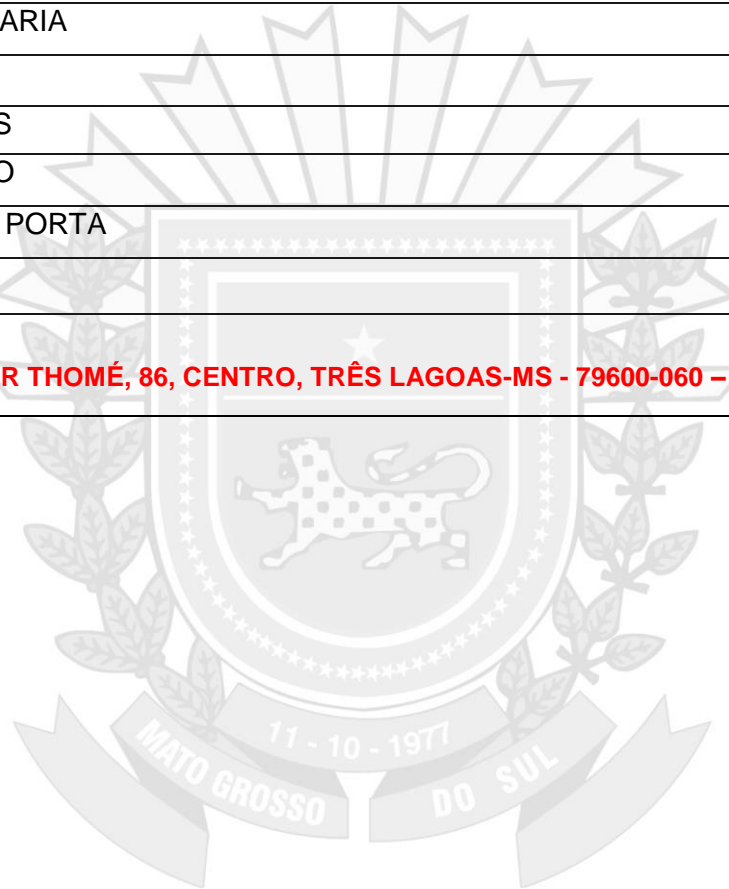 ARIA
S
O
PORTA
R THOMÉ, 86, CENTRO, TRÊS LAGOAS-MS - 79600-060 –
11 - 10 - 1977
MATO GROSSO DO SUL